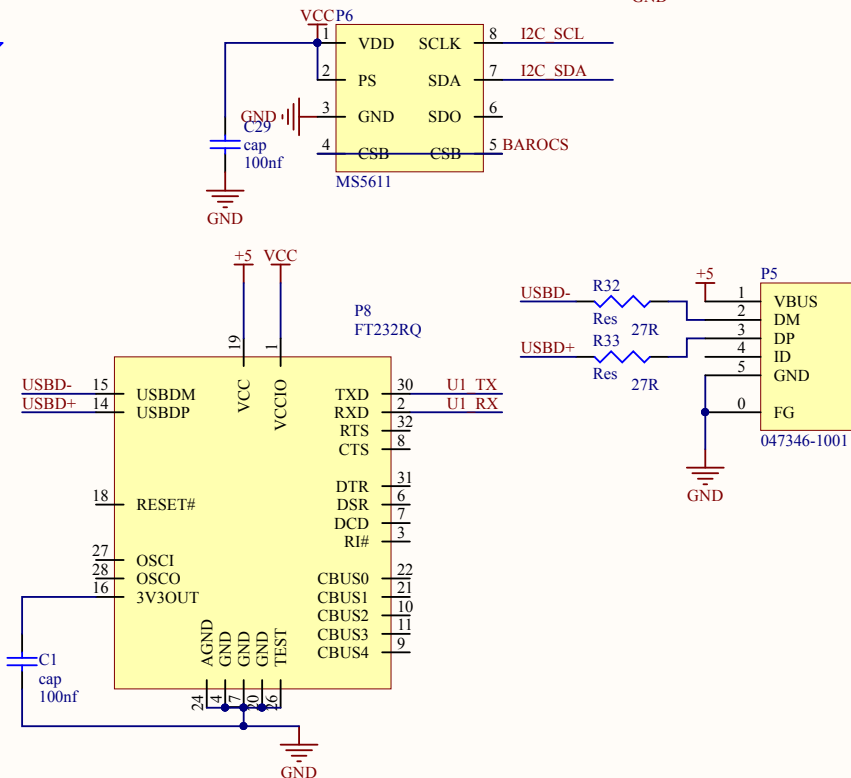 GND
VCC P6
1 VDD SCLK 8 I2C_SCL
2 PS SDA 7 I2C_SDA
GND 3 GND SDO 6
4 CSB CSB 5 BAROCS
C29
cap
100nf
MS5611
GND
+5 VCC
P8
FT232RQ
19 1
VCC VCCIO
USBD- 15 USBDM TXD 30 U1_TX
USBD+ 14 USBDP RXD 2 U1_RX
RTS 32
CTS 8
DTR 31
18 RESET# DSR 6
DCD 7
RI# 3
27 OSCI
28 OSCO CBUS0 22
16 3V3OUT CBUS1 21
CBUS2 10
CBUS3 11
CBUS4 9
AGND GND GND GND TEST
24 4 7 20 26
C1
cap
100nf
GND
+5 P5
USBD- R32 1 VBUS
Res 27R 2 DM
USBD+ R33 3 DP
Res 27R 4 ID
5 GND
0 FG
047346-1001
GND